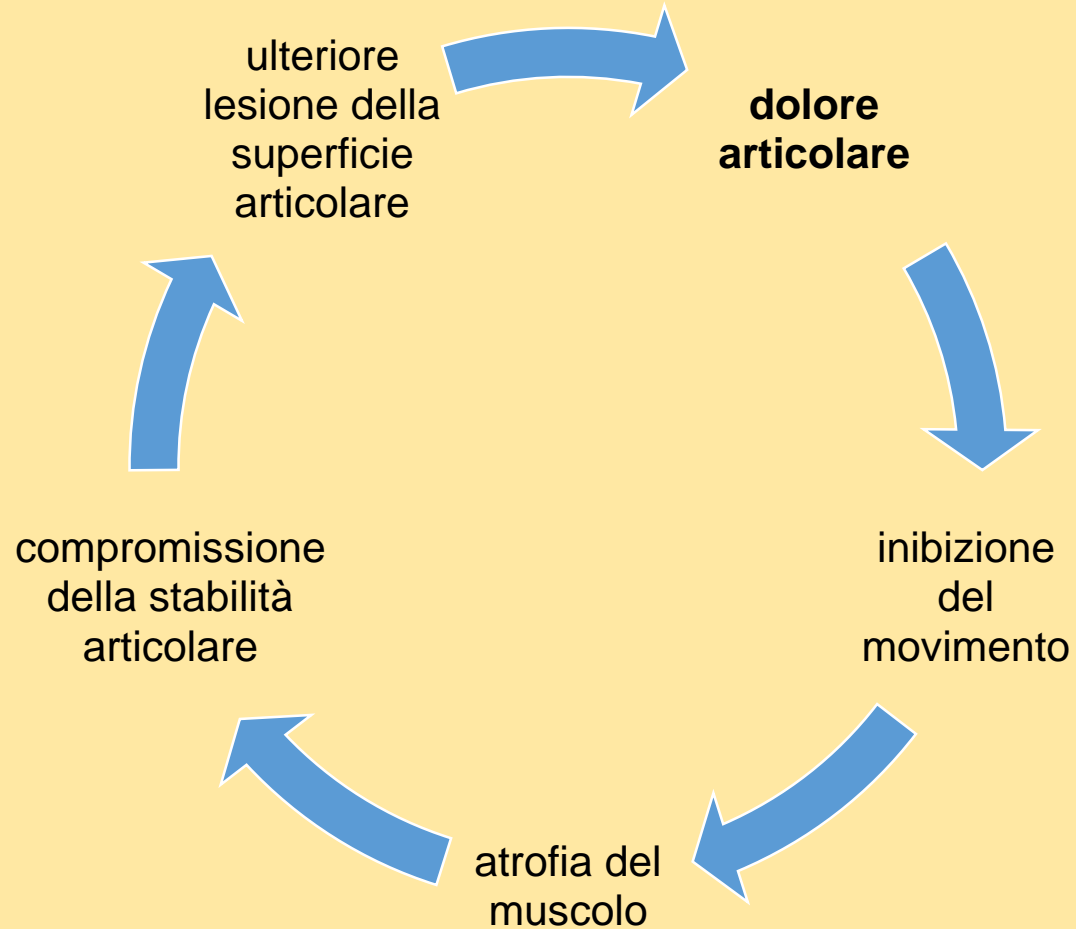 ulteriore
lesione della
superficie
articolare
dolore
articolare
inibizione
del
movimento
atrofia del
muscolo
compromissione
della stabilità
articolare